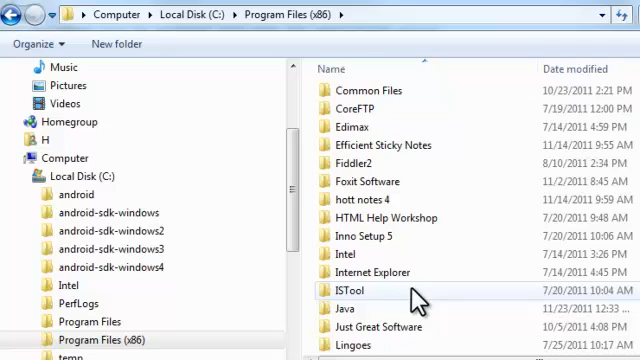 Computer ▸ Local Disk (C:) ▸ Program Files (x86) ▸
Organize ▾ New folder
Music
Pictures
Videos
Homegroup
H
Computer
Local Disk (C:)
android
android-sdk-windows
android-sdk-windows2
android-sdk-windows3
android-sdk-windows4
Intel
PerfLogs
Program Files
Program Files (x86)
temp
Name Date modified
Common Files 10/23/2011 2:21 PM
CoreFTP 7/19/2011 12:00 PM
Edimax 7/14/2011 4:59 PM
Efficient Sticky Notes 11/14/2011 9:55 AM
Fiddler2 8/10/2011 2:34 PM
Foxit Software 11/2/2011 8:45 AM
hott notes 4 11/14/2011 9:59 AM
HTML Help Workshop 7/20/2011 9:48 AM
Inno Setup 5 7/20/2011 10:06 AM
Intel 7/14/2011 3:26 PM
Internet Explorer 7/14/2011 4:45 PM
ISTool 7/20/2011 10:04 AM
Java 11/23/2011 12:33 ...
Just Great Software 10/5/2011 4:08 PM
Lingoes 7/25/2011 10:17 AM